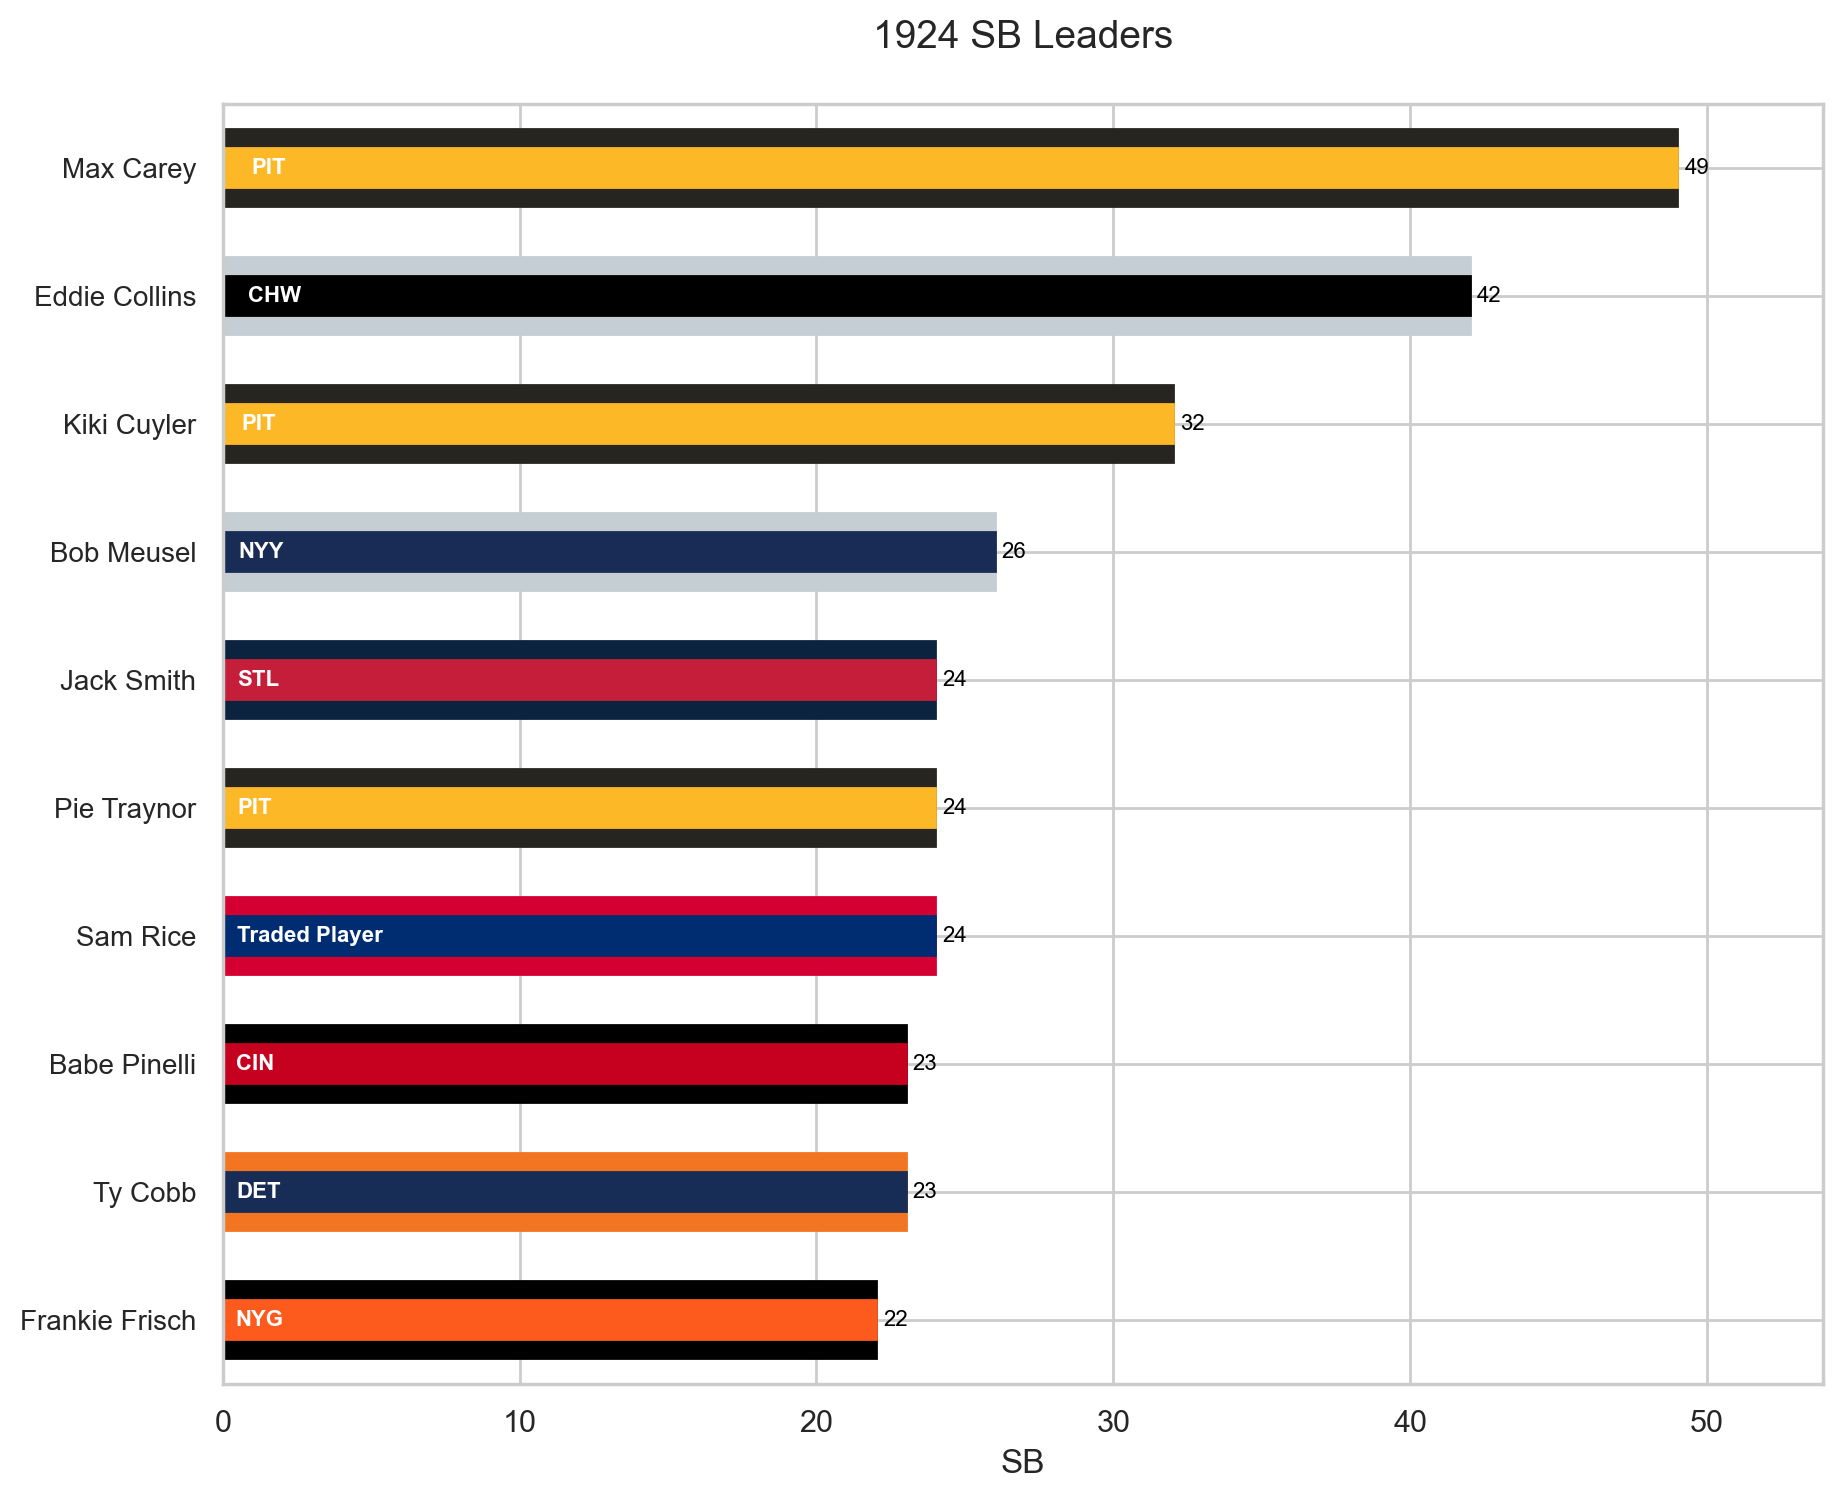 1924 SB Leaders
Max Carey PIT 49
Eddie Collins CHW 42
Kiki Cuyler PIT 32
Bob Meusel NYY 26
Jack Smith STL 24
Pie Traynor PIT 24
Sam Rice Traded Player 24
Babe Pinelli CIN 23
Ty Cobb DET 23
Frankie Frisch NYG 22
0 10 20 30 40 50
SB